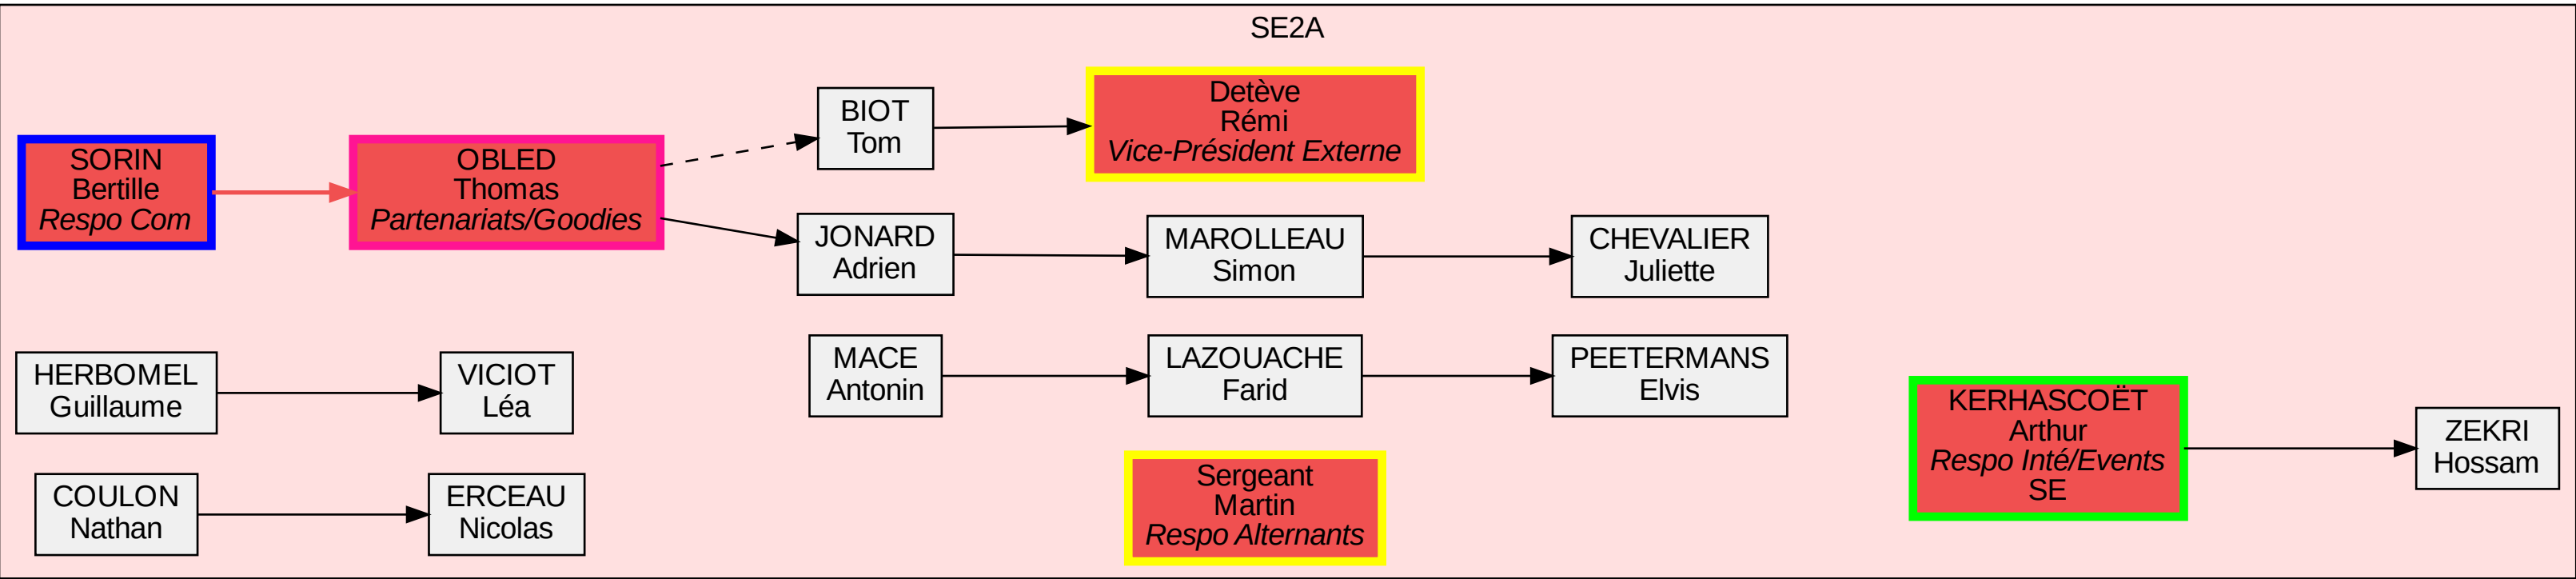 SE2A
SORIN
Bertille
Respo Com
OBLED
Thomas
Partenariats/Goodies
BIOT
Tom
Detève
Rémi
Vice-Président Externe
JONARD
Adrien
MAROLLEAU
Simon
CHEVALIER
Juliette
HERBOMEL
Guillaume
VICIOT
Léa
MACE
Antonin
LAZOUACHE
Farid
PEETERMANS
Elvis
KERHASCOËT
Arthur
Respo Inté/Events
SE
ZEKRI
Hossam
COULON
Nathan
ERCEAU
Nicolas
Sergeant
Martin
Respo Alternants